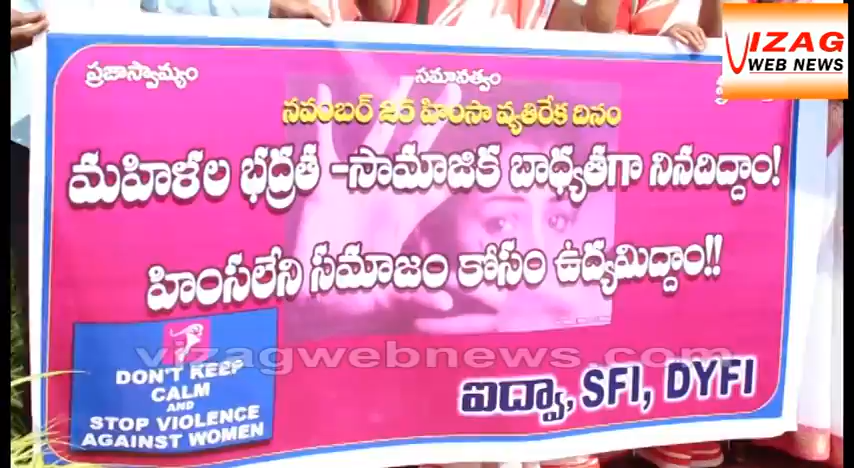 VIZAG
WEB NEWS
ప్రజాస్వామ్యం సమానత్వం
నవంబర్ 25 హింసా వ్యతిరేక దినం
మహిళల భద్రత -సామాజిక బాధ్యతగా నినదిద్దాం!
హింసలేని సమాజం కోసం ఉద్యమిద్దాం!!
vizagwebnews.com
DON'T KEEP
CALM
AND
STOP VIOLENCE
AGAINST WOMEN
ఐద్వా, SFI, DYFI